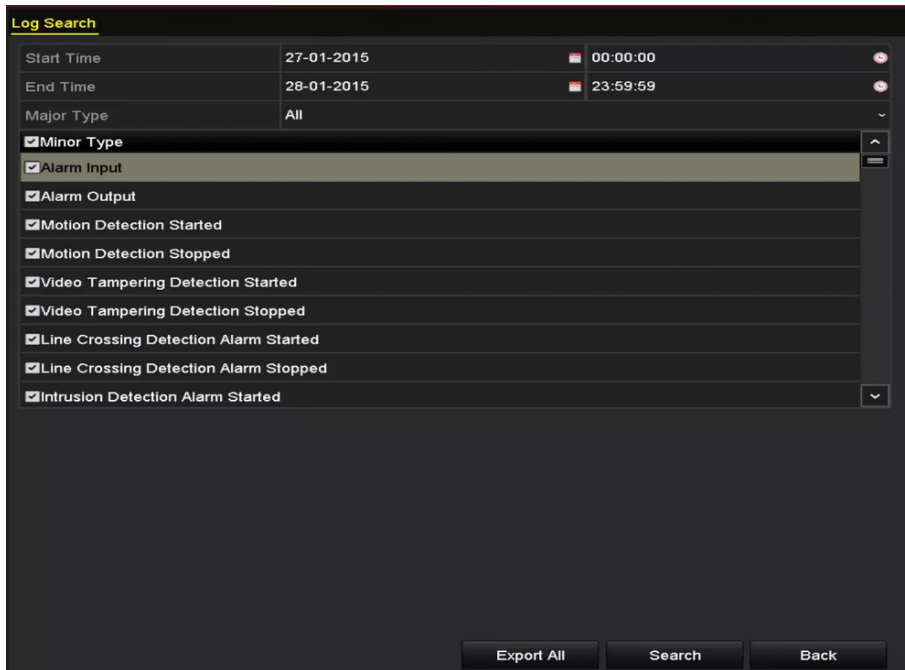 Log Search
Start Time 27-01-2015 00:00:00
End Time 28-01-2015 23:59:59
Major Type All
Minor Type
Alarm Input
Alarm Output
Motion Detection Started
Motion Detection Stopped
Video Tampering Detection Started
Video Tampering Detection Stopped
Line Crossing Detection Alarm Started
Line Crossing Detection Alarm Stopped
Intrusion Detection Alarm Started
Export All Search Back